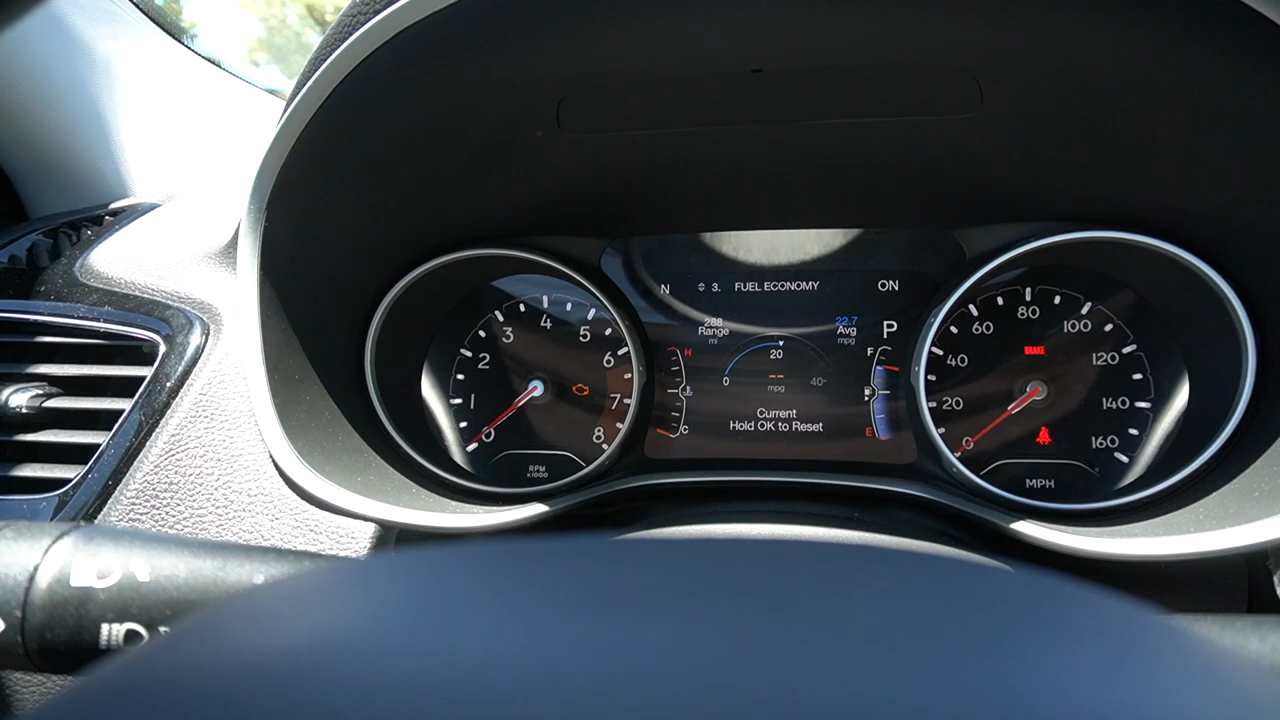 N
3. FUEL ECONOMY
ON
288
Range
mi
22.7
Avg
mpg
P
H
C
0
20
40
--
mpg
Current
Hold OK to Reset
F
E
0
1
2
3
4
5
6
7
8
RPM
X1000
0
20
40
60
80
100
120
140
160
BRAKE
MPH